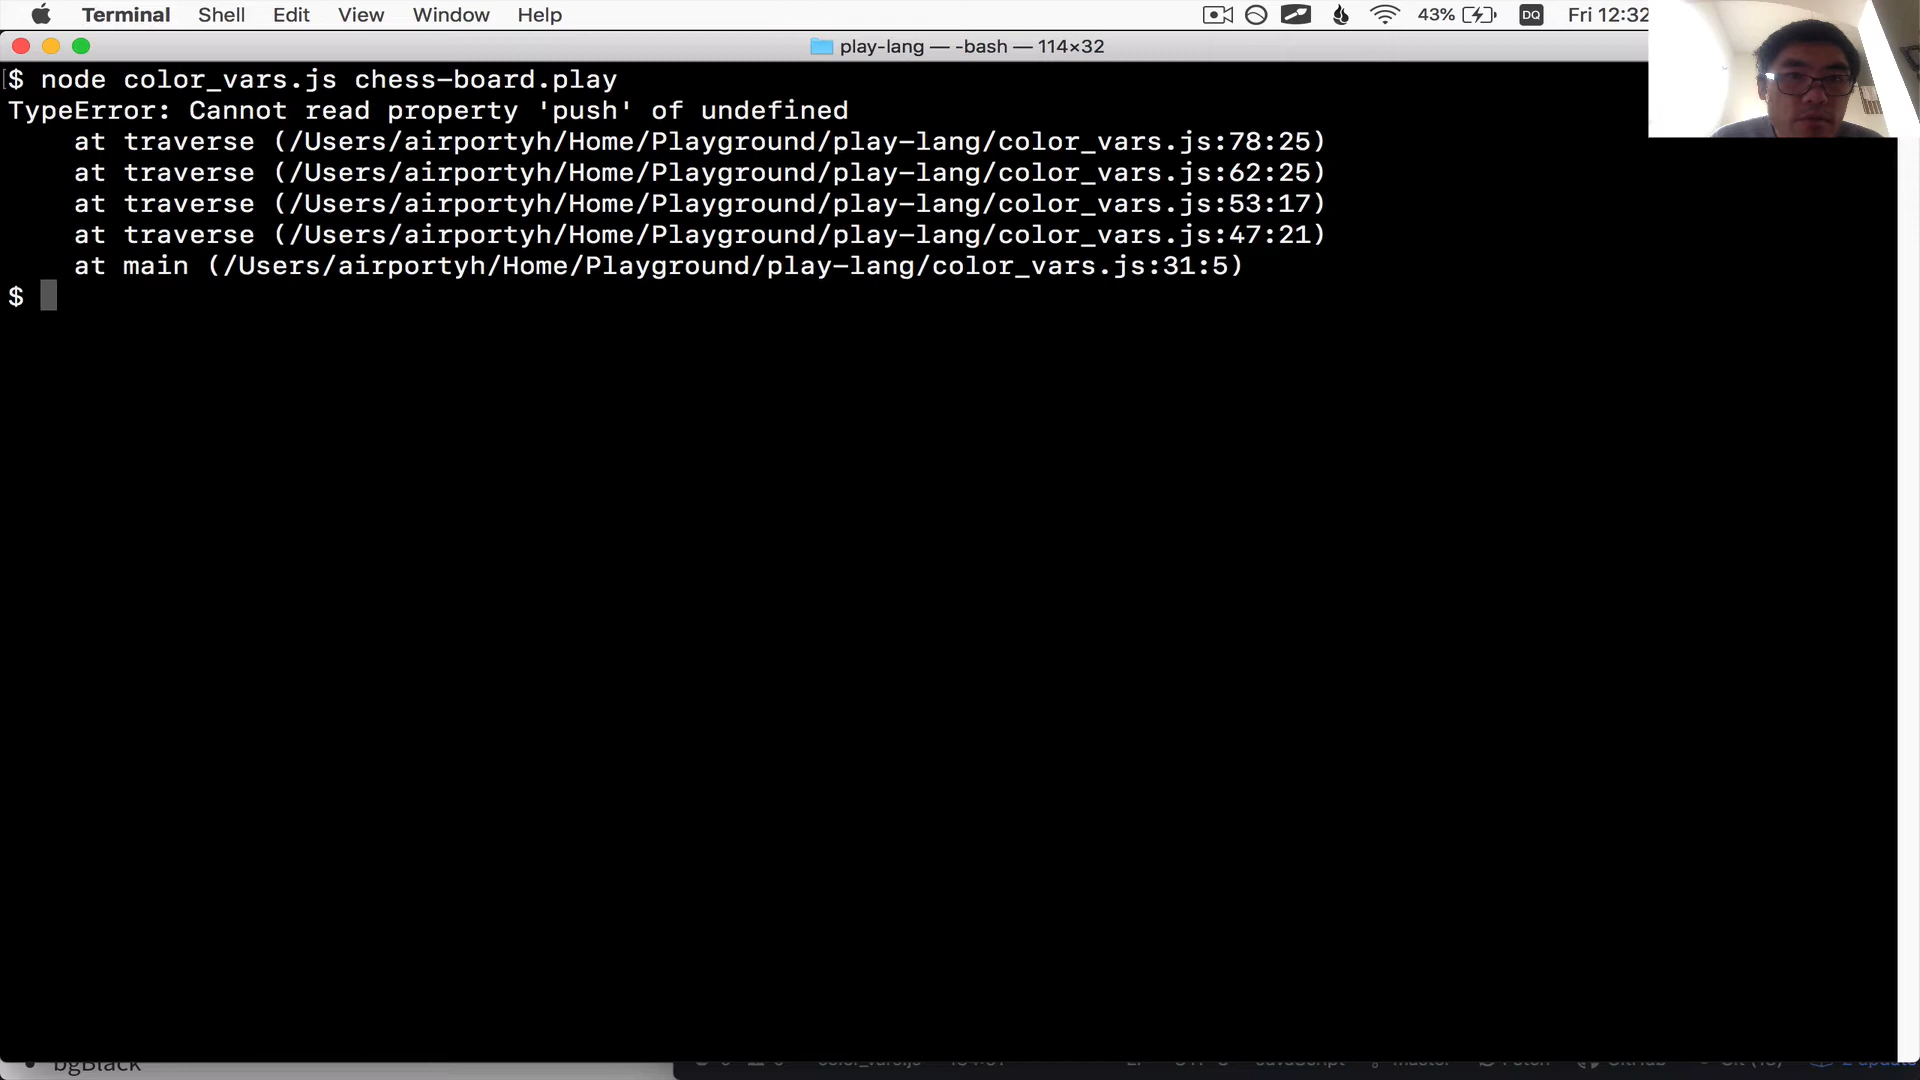 Terminal Shell Edit View Window Help 43% DQ Fri 12:32
play-lang — -bash — 114×32
$ node color_vars.js chess-board.play
TypeError: Cannot read property 'push' of undefined
at traverse (/Users/airportyh/Home/Playground/play-lang/color_vars.js:78:25)
at traverse (/Users/airportyh/Home/Playground/play-lang/color_vars.js:62:25)
at traverse (/Users/airportyh/Home/Playground/play-lang/color_vars.js:53:17)
at traverse (/Users/airportyh/Home/Playground/play-lang/color_vars.js:47:21)
at main (/Users/airportyh/Home/Playground/play-lang/color_vars.js:31:5)
$
bgBlack